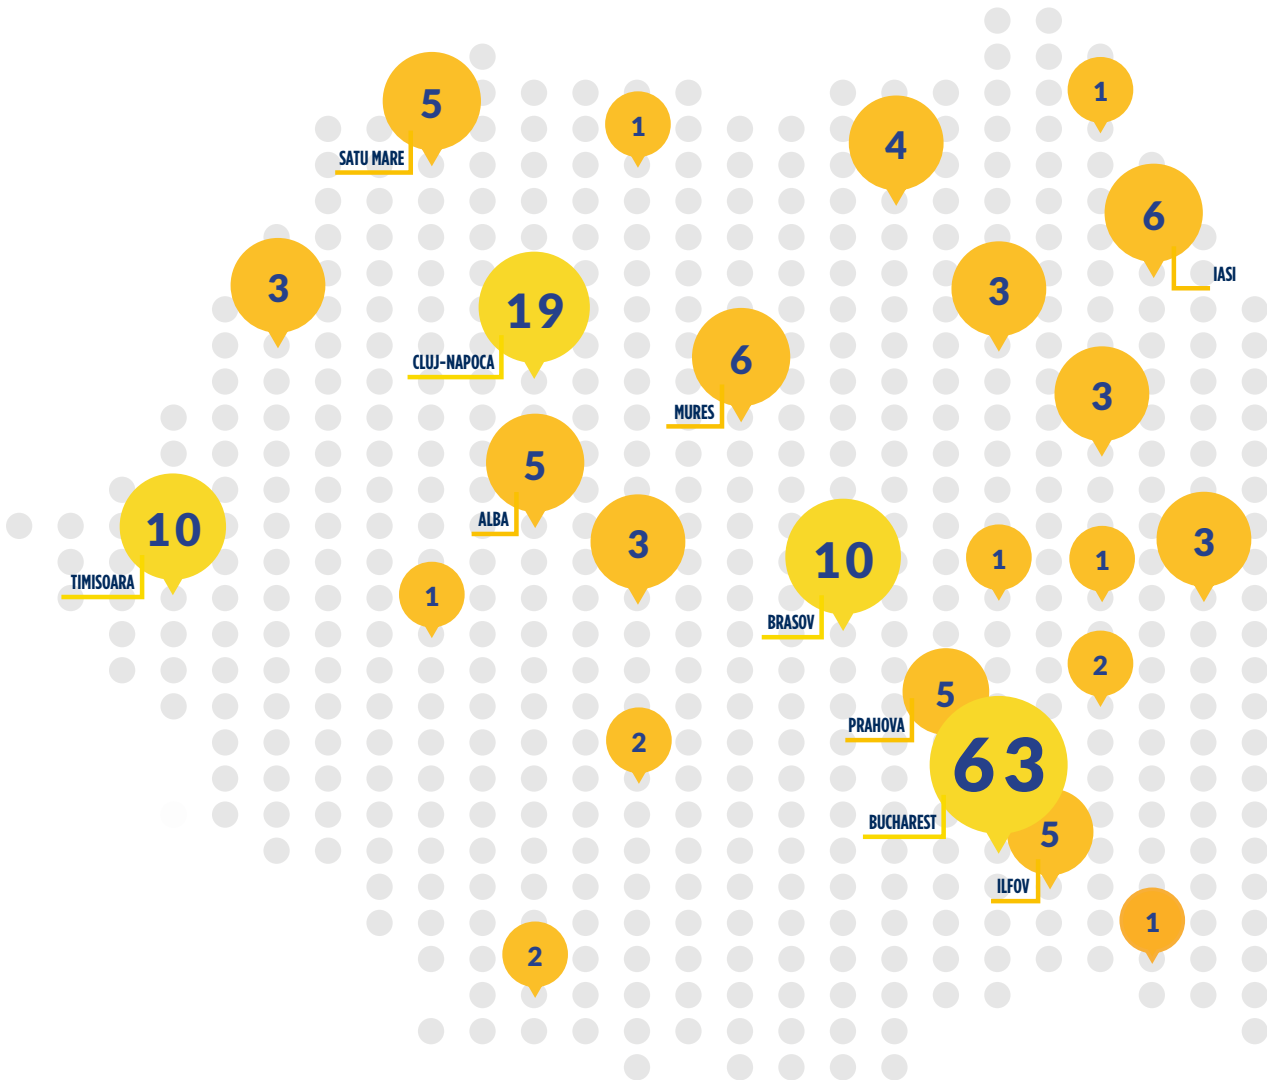 1
5
1
4
SATU MARE
6
IASI
3
3
19
CLUJ-NAPOCA
6
MURES
3
5
ALBA
10
TIMISOARA
3
10
BRASOV
1
1
3
1
2
5
PRAHOVA
2
63
BUCHAREST
5
ILFOV
1
2